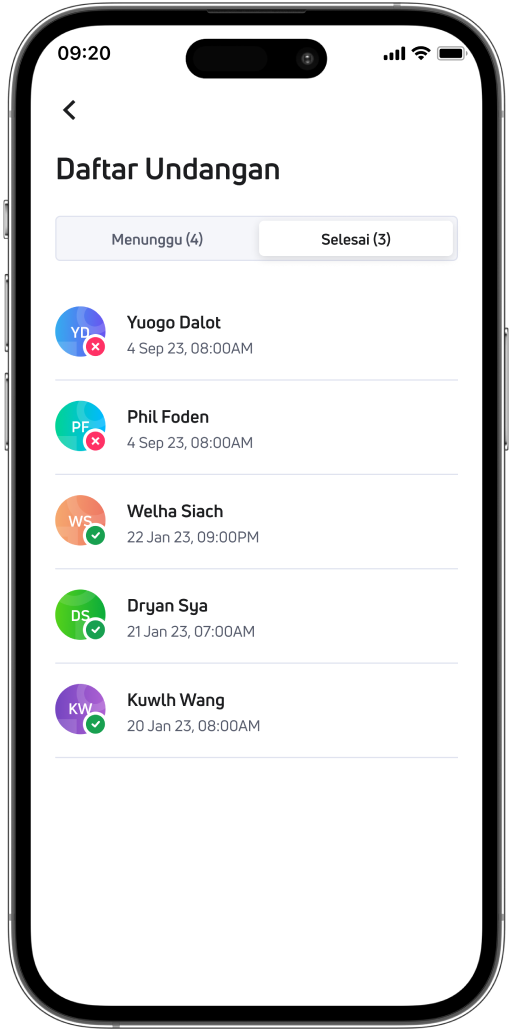 09:20
Daftar Undangan
Menunggu (4)
Selesai (3)
YD
Yuogo Dalot
4 Sep 23, 08:00AM
PF
Phil Foden
4 Sep 23, 08:00AM
WS
Welha Siach
22 Jan 23, 09:00PM
DS
Dryan Sya
21 Jan 23, 07:00AM
KW
Kuwlh Wang
20 Jan 23, 08:00AM